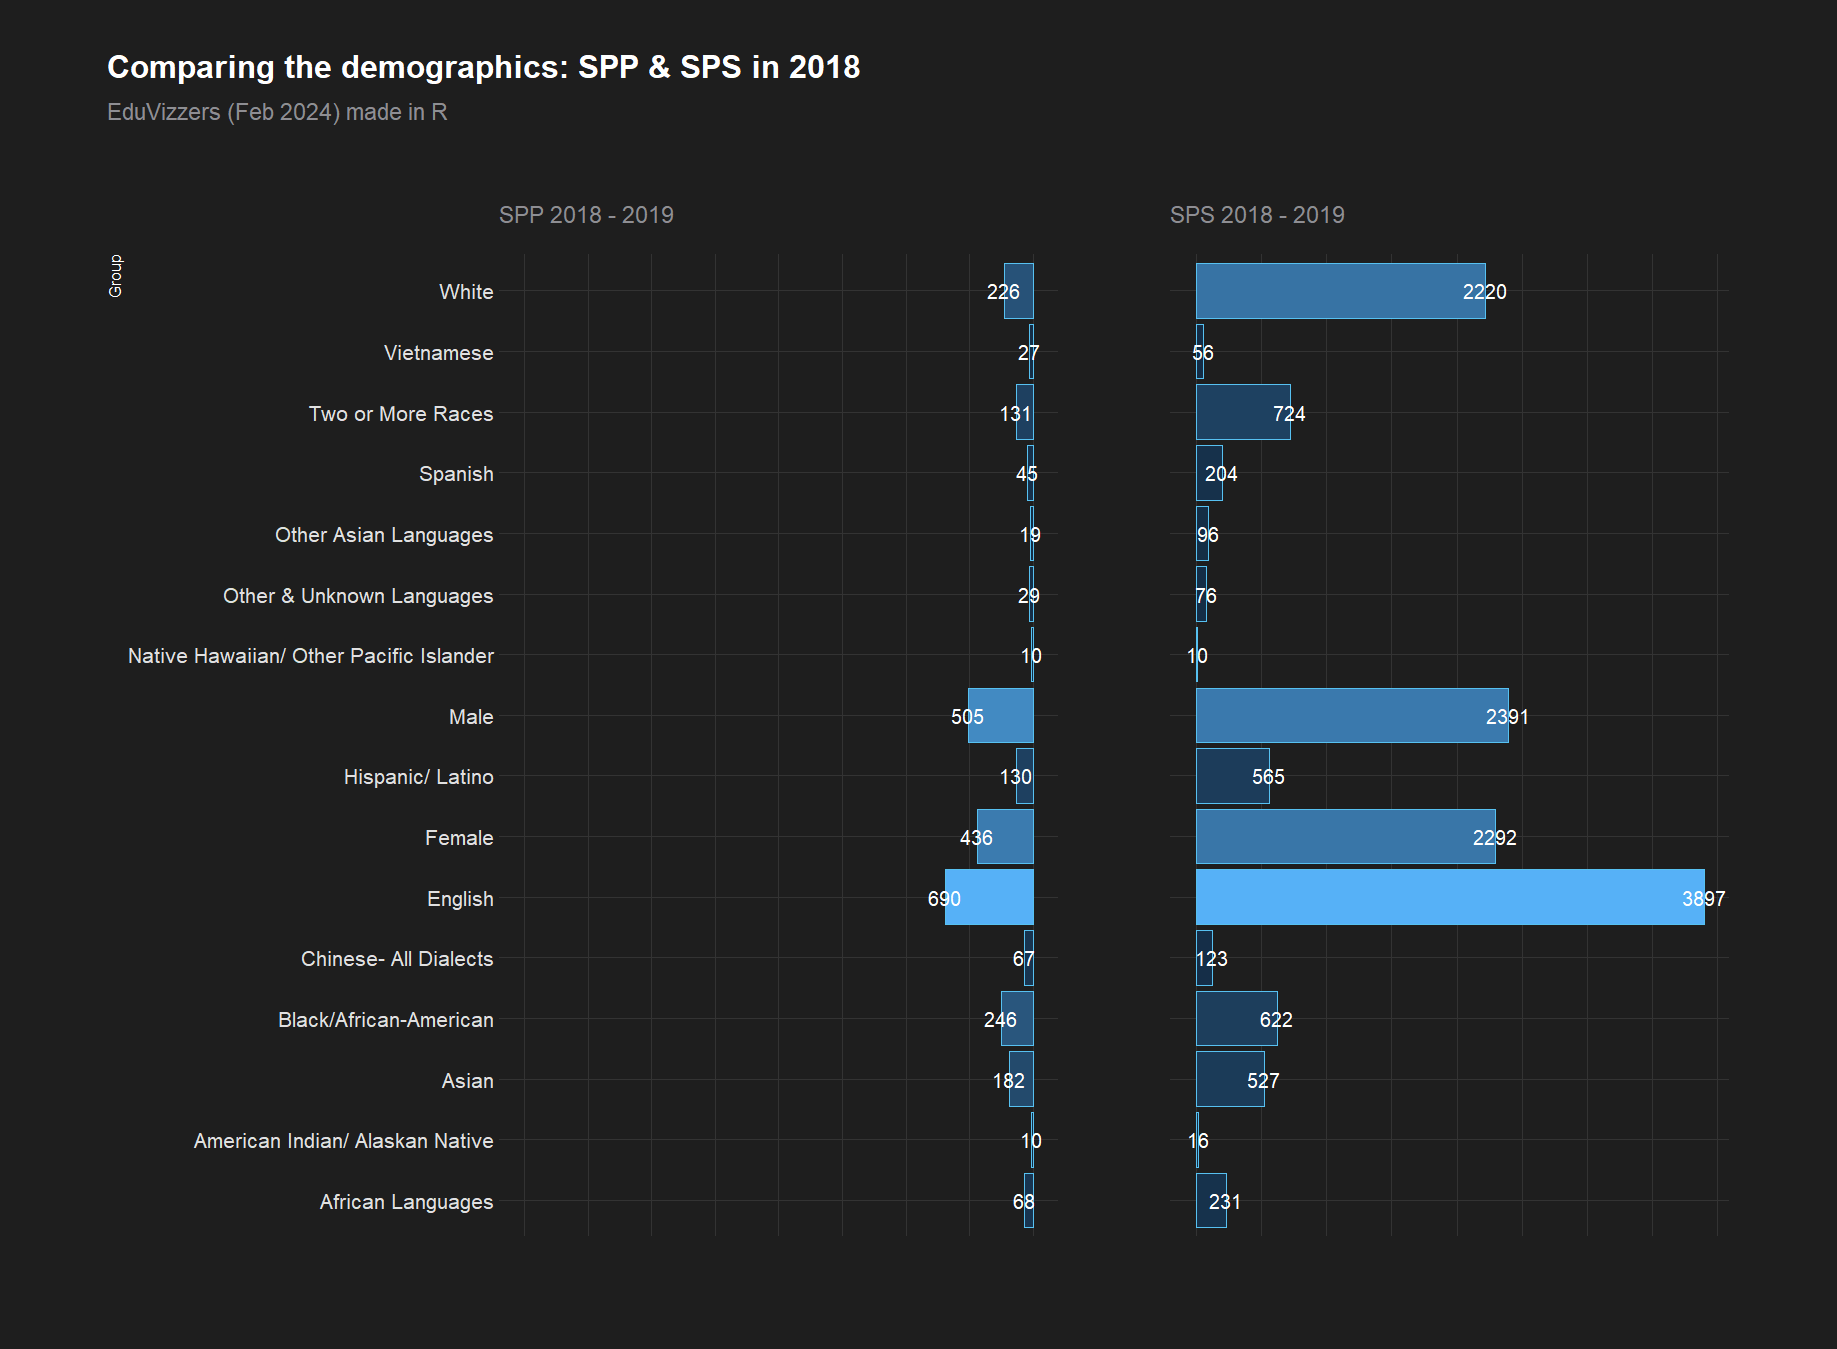 Comparing the demographics: SPP & SPS in 2018
EduVizzers (Feb 2024) made in R
SPP 2018 - 2019
SPS 2018 - 2019
Group
White 226 2220
Vietnamese 27 56
Two or More Races 131 724
Spanish 45 204
Other Asian Languages 19 96
Other & Unknown Languages 29 76
Native Hawaiian/ Other Pacific Islander 10 10
Male 505 2391
Hispanic/ Latino 130 565
Female 436 2292
English 690 3897
Chinese- All Dialects 67 123
Black/African-American 246 622
Asian 182 527
American Indian/ Alaskan Native 10 16
African Languages 68 231